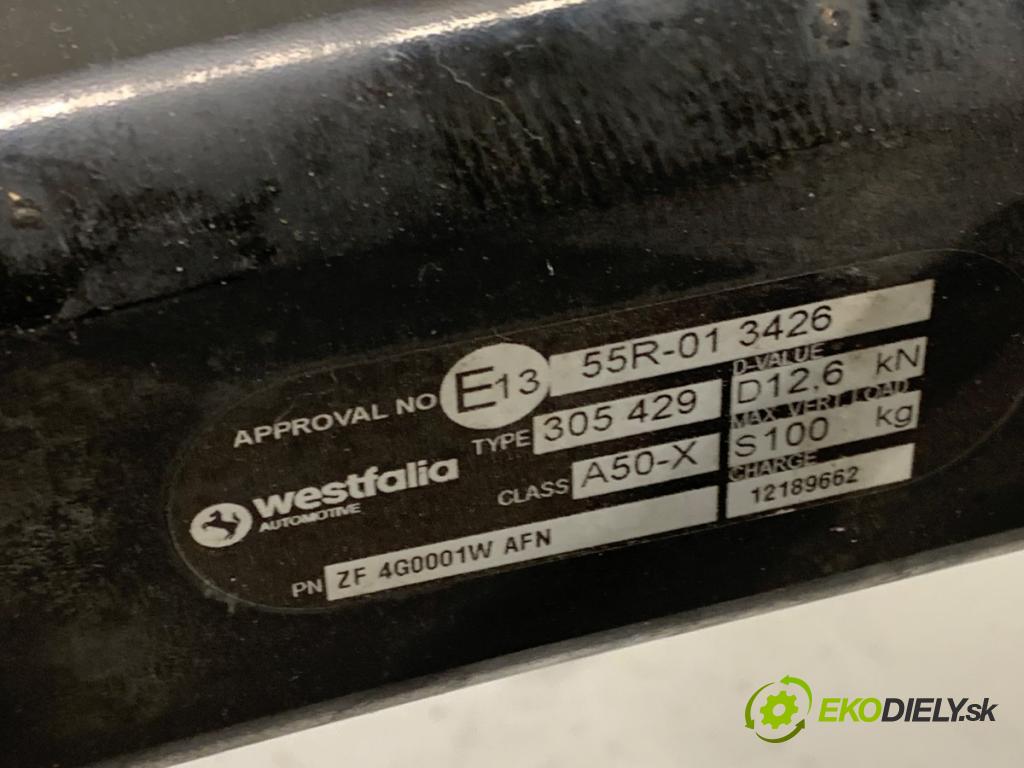 APPROVAL NO E13 55R-01 3426
TYPE 305 429
D-VALUE
D12.6 kN
westfalia
AUTOMOTIVE
CLASS A50-X
MAX VERT LOAD
S100 kg
CHARGE
12189662
PN ZF 4G0001W AFN
EKODIELY.sk